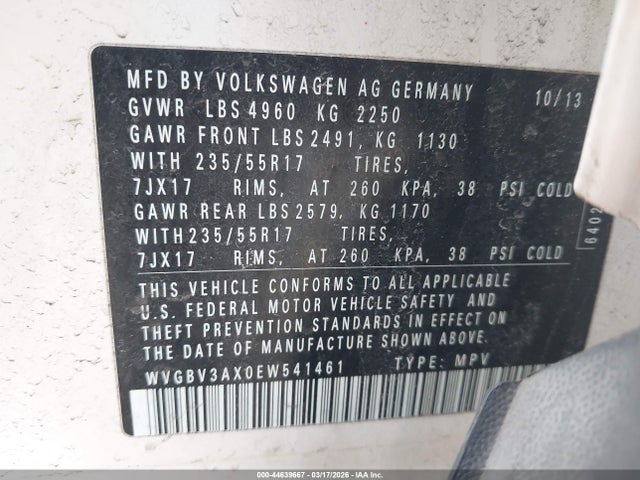 MFD BY VOLKSWAGEN AG GERMANY 10/13
GVWR LBS 4960 KG 2250
GAWR FRONT LBS 2491, KG 1130
WITH 235/55R17 TIRES,
7JX17 RIMS, AT 260 KPA, 38 PSI COLD
GAWR REAR LBS 2579, KG 1170
WITH235/55R17 TIRES,
7JX17 RIMS, AT 260 KPA, 38 PSI COLD
THIS VEHICLE CONFORMS TO ALL APPLICABLE
U.S. FEDERAL MOTOR VEHICLE SAFETY AND
THEFT PREVENTION STANDARDS IN EFFECT ON
THE DATE OF MANUFACTURE SHOWN ABOVE.
WVGBV3AX0EW541461 TYPE: MPV
6402
000-44639667 - 03/17/2026 - IAA Inc. (C)